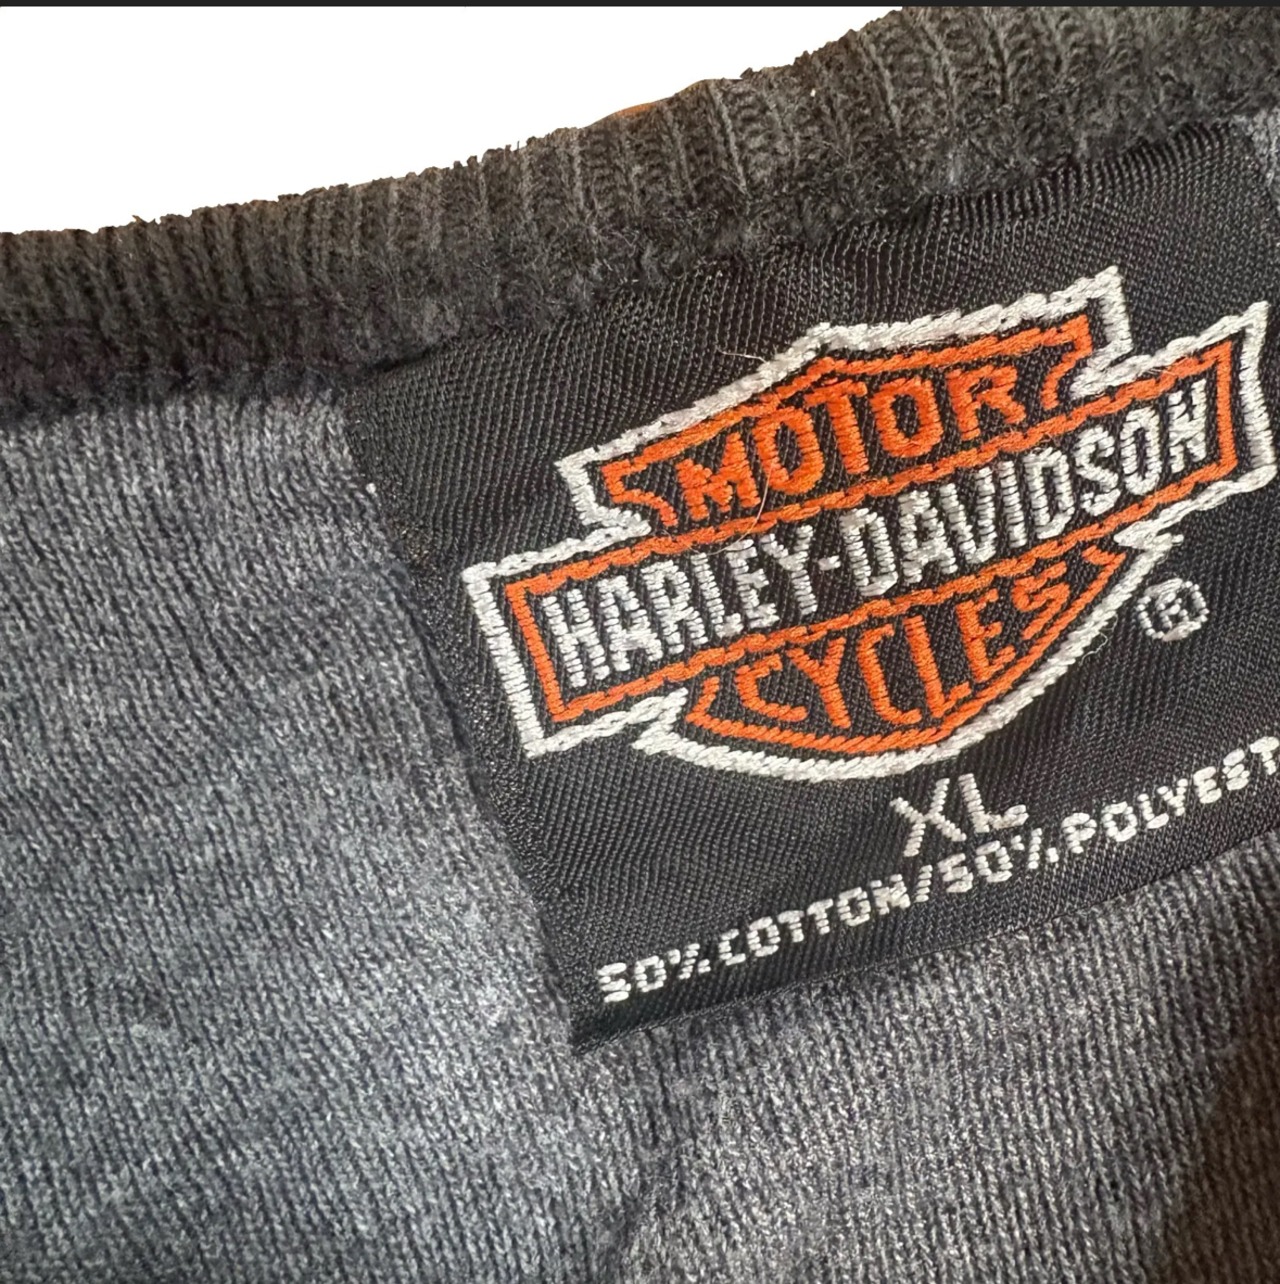 MOTOR
HARLEY-DAVIDSON
CYCLES
®
XL
50% COTTON/50% POLYEST